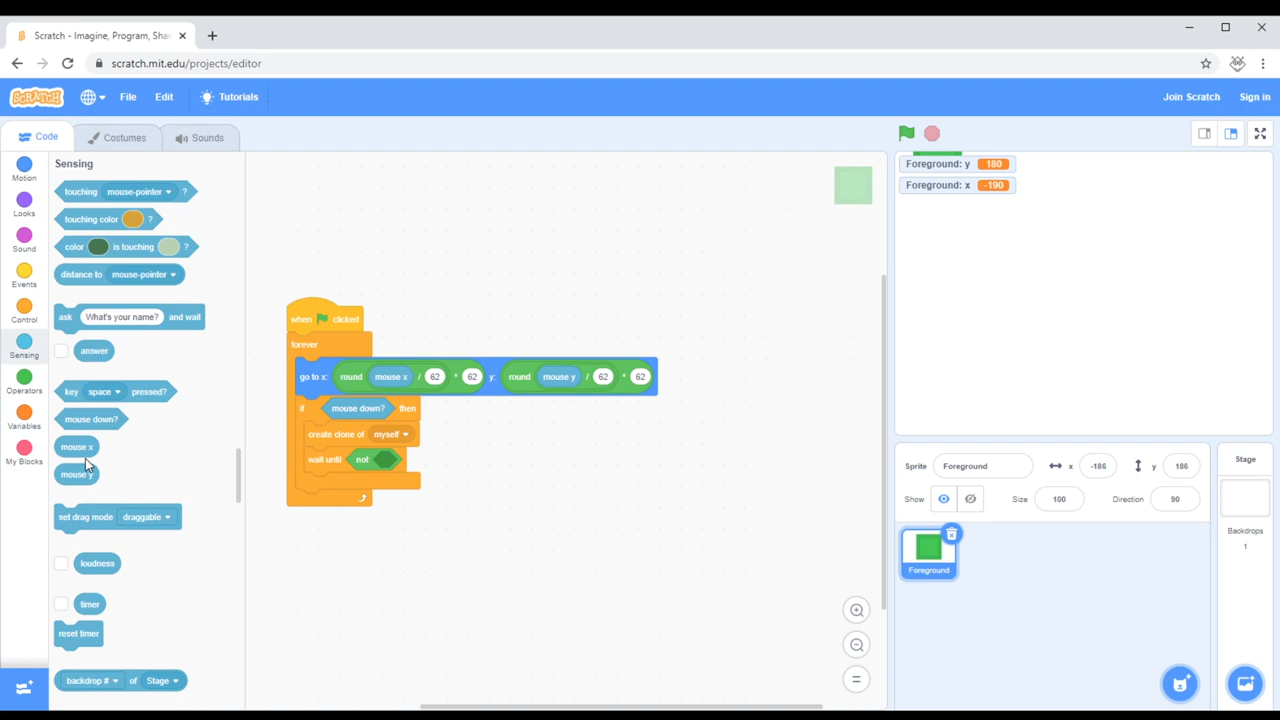 Scratch - Imagine, Program, Sha
scratch.mit.edu/projects/editor
SCRATCH File Edit Tutorials Join Scratch Sign in
Code Costumes Sounds
Motion
Looks
Sound
Events
Control
Sensing
Operators
Variables
My Blocks
Sensing
touching mouse-pointer ?
touching color ?
color is touching ?
distance to mouse-pointer
ask What's your name? and wait
answer
key space pressed?
mouse down?
mouse x
mouse y
set drag mode draggable
loudness
timer
reset timer
backdrop # of Stage
when clicked
forever
go to x: round mouse x / 62 * 62 y: round mouse y / 62 * 62
if mouse down? then
create clone of myself
wait until not
Foreground: y 180
Foreground: x -190
Sprite Foreground x -186 y 186
Show Size 100 Direction 90
Foreground
Stage
Backdrops
1